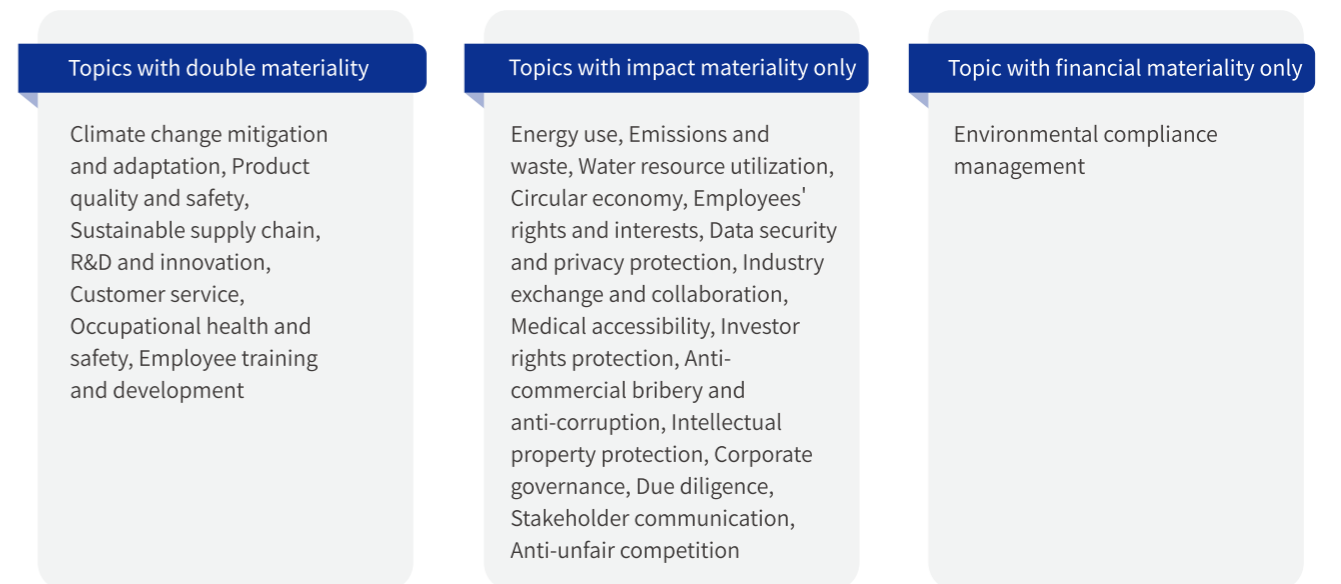 Topics with double materiality
Climate change mitigation
and adaptation, Product
quality and safety,
Sustainable supply chain,
R&D and innovation,
Customer service,
Occupational health and
safety, Employee training
and development
Topics with impact materiality only
Energy use, Emissions and
waste, Water resource utilization,
Circular economy, Employees'
rights and interests, Data security
and privacy protection, Industry
exchange and collaboration,
Medical accessibility, Investor
rights protection, Anti-
commercial bribery and
anti-corruption, Intellectual
property protection, Corporate
governance, Due diligence,
Stakeholder communication,
Anti-unfair competition
Topic with financial materiality only
Environmental compliance
management